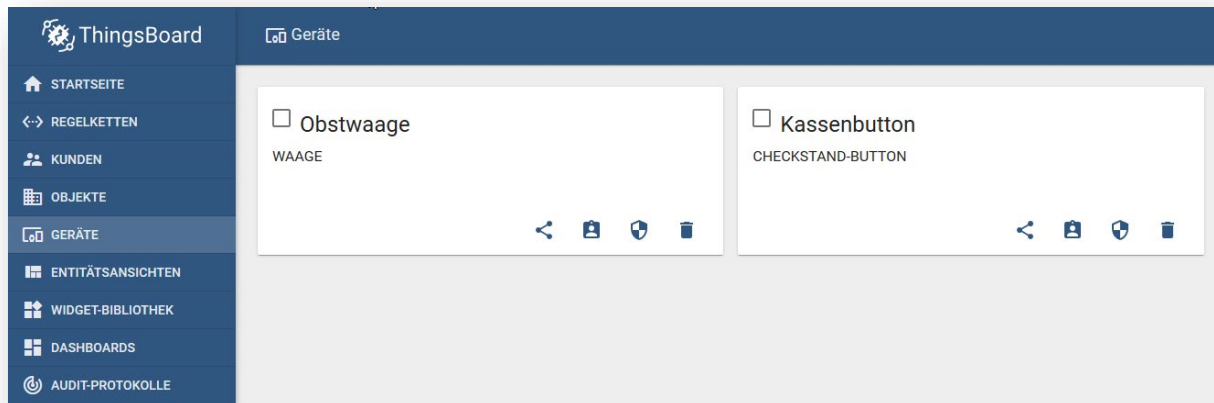 ThingsBoard
Geräte
STARTSEITE
REGELKETTEN
KUNDEN
OBJEKTE
GERÄTE
ENTITÄTSANSICHTEN
WIDGET-BIBLIOTHEK
DASHBOARDS
AUDIT-PROTOKOLLE
Obstwaage
WAAGE
Kassenbutton
CHECKSTAND-BUTTON